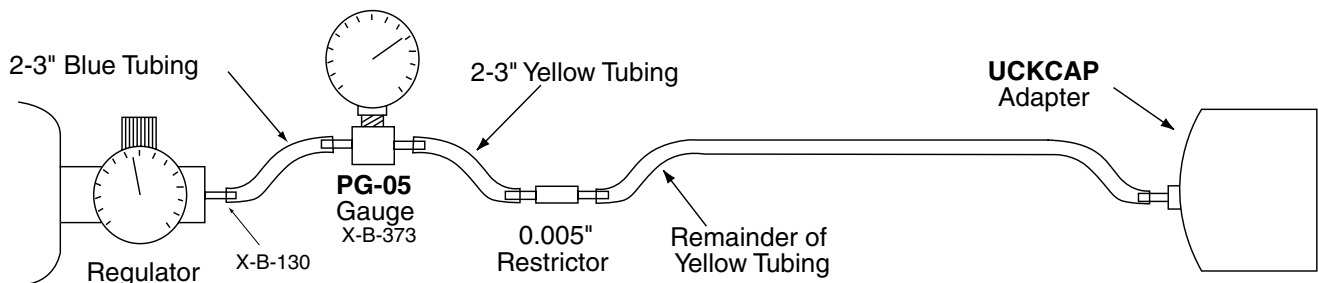 2-3" Blue Tubing
2-3" Yellow Tubing
UCKCAP
Adapter
PG-05
Gauge
X-B-373
0.005"
Restrictor
Remainder of
Yellow Tubing
X-B-130
Regulator